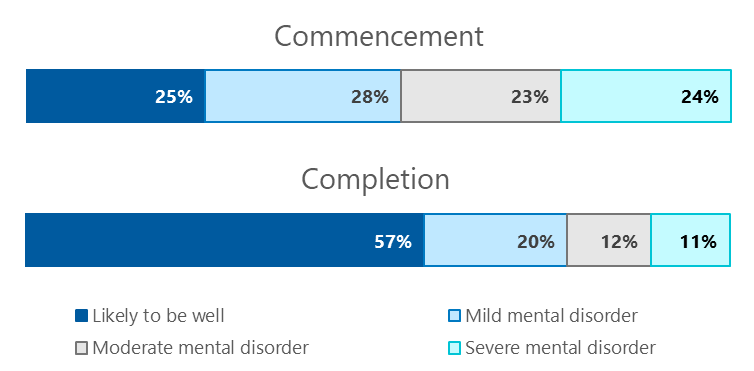 Commencement
25% 28% 23% 24%
Completion
57% 20% 12% 11%
Likely to be well Mild mental disorder
Moderate mental disorder Severe mental disorder